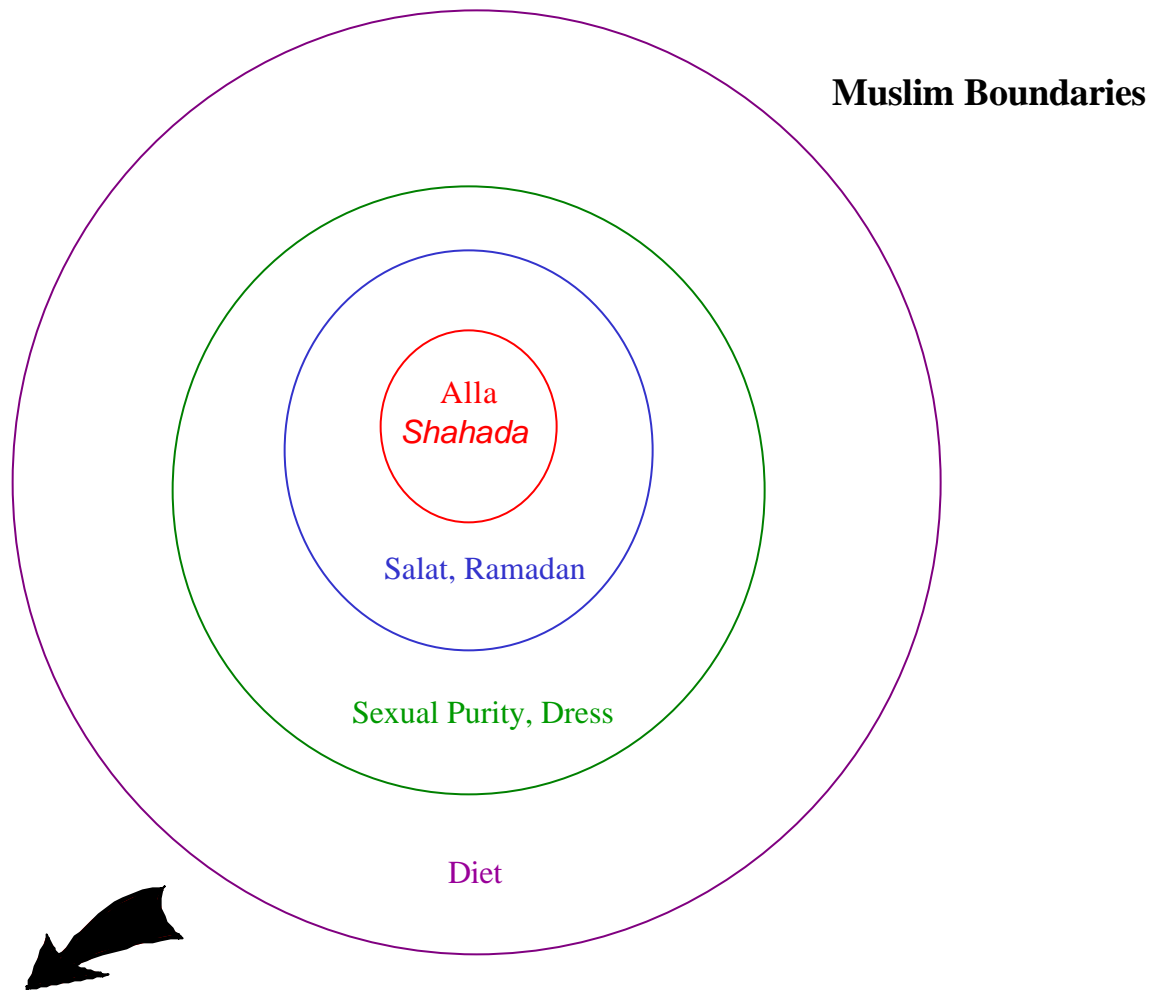 Muslim Boundaries
Alla
Shahada
Salat, Ramadan
Sexual Purity, Dress
Diet